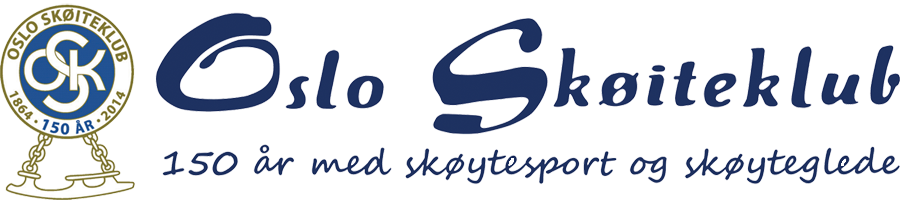 OSLO SKØITEKLUB
OSK
1864 · 150 ÅR · 2014
Oslo Skøiteklub
150 år med skøytesport og skøyteglede